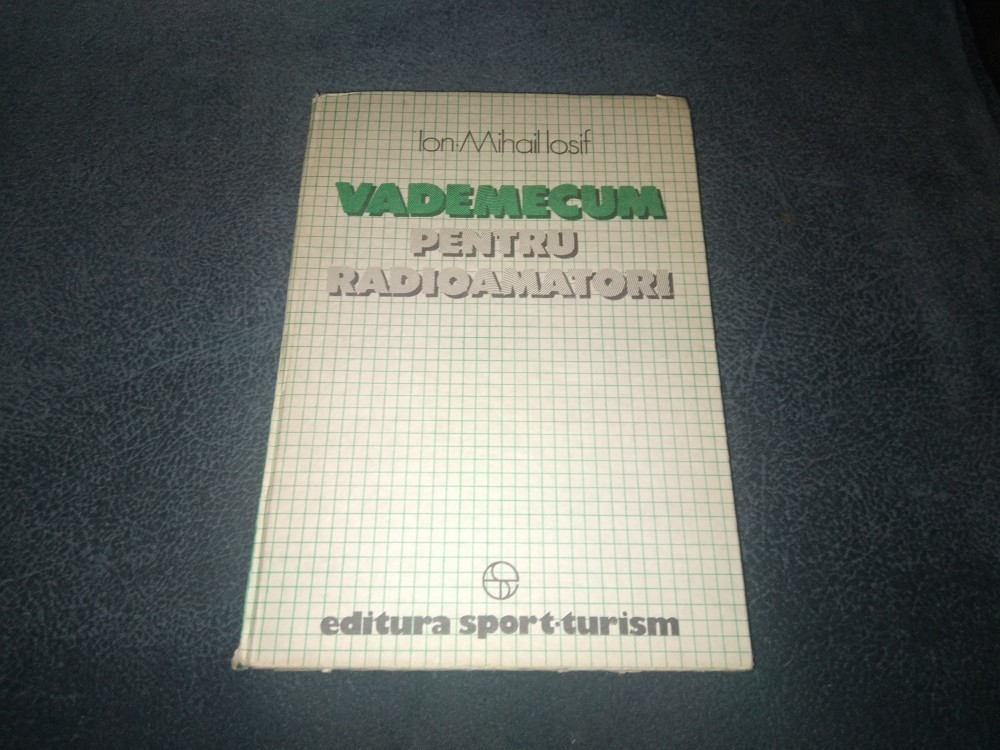 Ion-Mihail Iosif
VADEMECUM
PENTRU
RADIOAMATORI
editura sport-turism